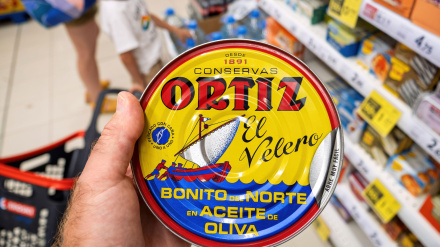 DESDE
1891
CONSERVAS
ORTIZ
El
Velero
BONITO DEL NORTE
EN ACEITE DE
OLIVA